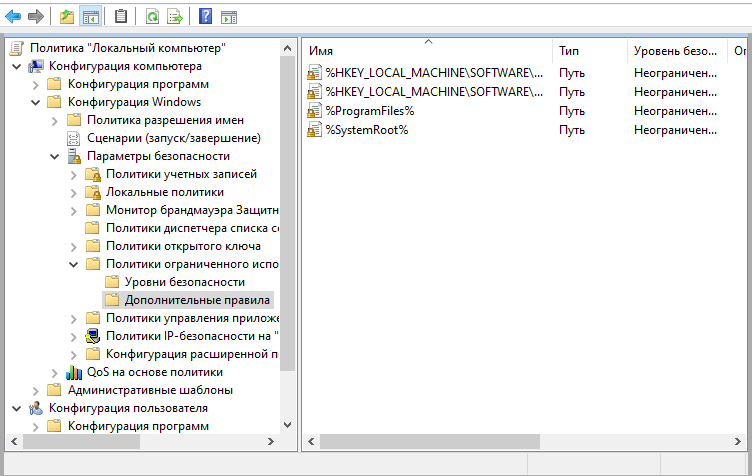 Политика "Локальный компьютер"
Конфигурация компьютера
Конфигурация программ
Конфигурация Windows
Политика разрешения имен
Сценарии (запуск/завершение)
Параметры безопасности
Политики учетных записей
Локальные политики
Монитор брандмауэра Защитн
Политики диспетчера списка се
Политики открытого ключа
Политики ограниченного испо
Уровни безопасности
Дополнительные правила
Политики управления приложе
Политики IP-безопасности на "
Конфигурация расширенной п
QoS на основе политики
Административные шаблоны
Конфигурация пользователя
Конфигурация программ
Имя Тип Уровень безо... Оп
%HKEY_LOCAL_MACHINE\SOFTWARE\... Путь Неограничен...
%HKEY_LOCAL_MACHINE\SOFTWARE\... Путь Неограничен...
%ProgramFiles% Путь Неограничен...
%SystemRoot% Путь Неограничен...